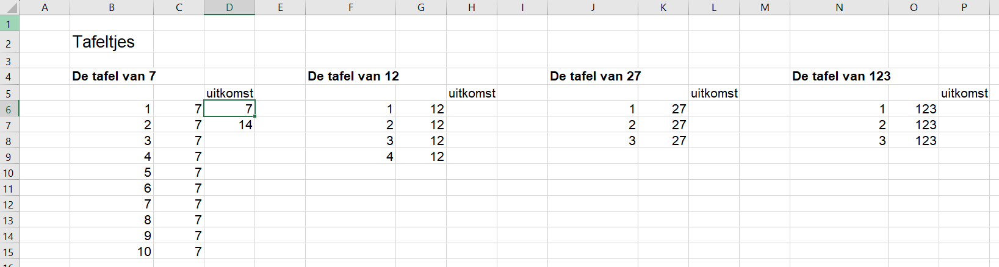 A B C D E F G H I J K L M N O P
1
2 Tafeltjes
3
4 De tafel van 7 De tafel van 12 De tafel van 27 De tafel van 123
5 uitkomst uitkomst uitkomst uitkomst
6 1 7 7 1 12 1 27 1 123
7 2 7 14 2 12 2 27 2 123
8 3 7 3 12 3 27 3 123
9 4 7 4 12
10 5 7
11 6 7
12 7 7
13 8 7
14 9 7
15 10 7